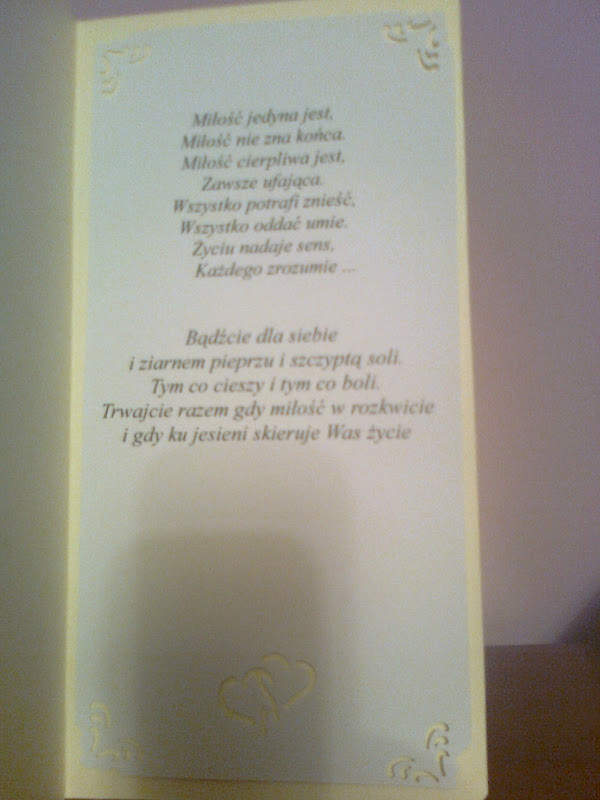 Miłość jedyna jest,
Miłość nie zna końca.
Miłość cierpliwa jest,
Zawsze ufająca.
Wszystko potrafi znieść,
Wszystko oddać umie.
Życiu nadaje sens,
Każdego zrozumie ...
Bądźcie dla siebie
i ziarnem pieprzu i szczyptą soli.
Tym co cieszy i tym co boli.
Trwajcie razem gdy miłość w rozkwicie
i gdy ku jesieni skieruje Was życie